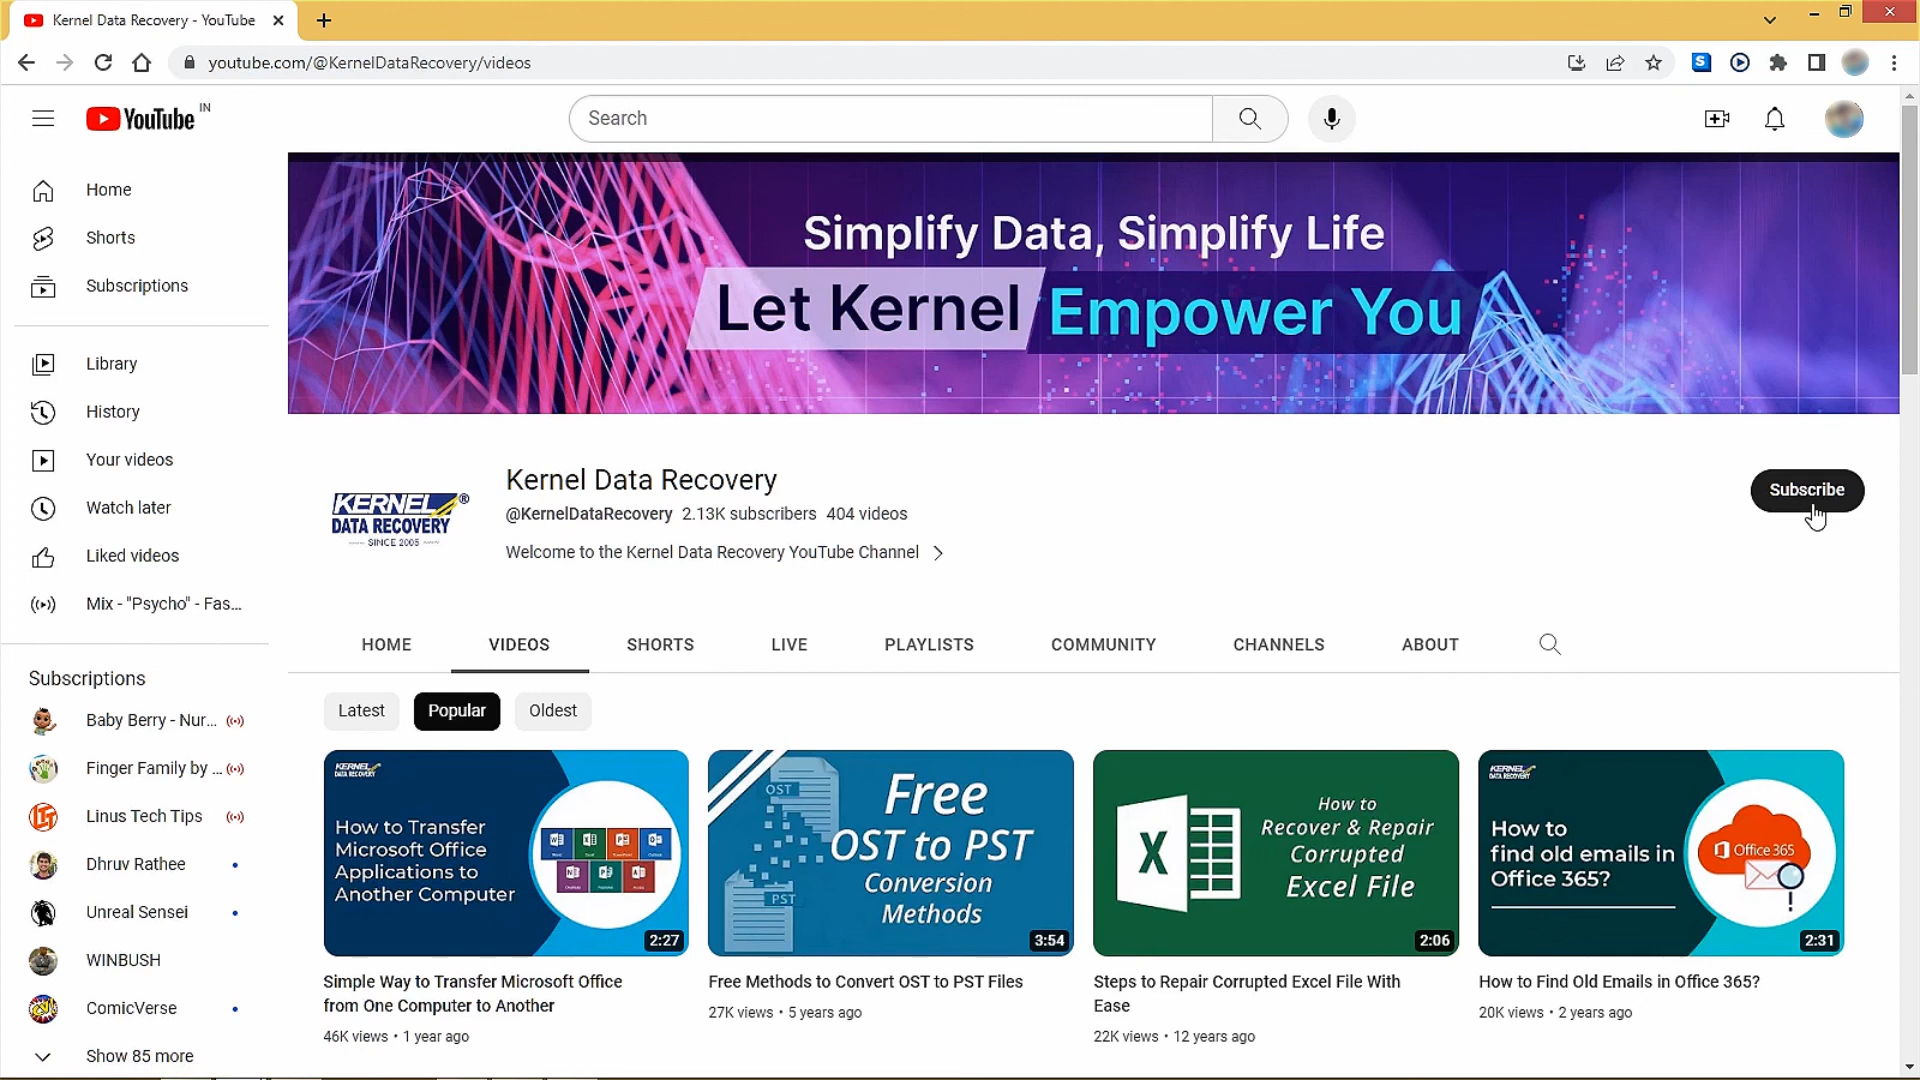 Kernel Data Recovery - YouTube
youtube.com/@KernelDataRecovery/videos
YouTube IN
Search
Home
Shorts
Subscriptions
Library
History
Your videos
Watch later
Liked videos
Mix - "Psycho" - Fas...
Subscriptions
Baby Berry - Nur...
Finger Family by ...
Linus Tech Tips
Dhruv Rathee
Unreal Sensei
WINBUSH
ComicVerse
Show 85 more
Simplify Data, Simplify Life
Let Kernel Empower You
KERNEL®
DATA RECOVERY
SINCE 2005
Kernel Data Recovery
@KernelDataRecovery 2.13K subscribers 404 videos
Welcome to the Kernel Data Recovery YouTube Channel
Subscribe
HOME VIDEOS SHORTS LIVE PLAYLISTS COMMUNITY CHANNELS ABOUT
Latest Popular Oldest
KERNEL
DATA RECOVERY
How to Transfer
Microsoft Office
Applications to
Another Computer
2:27
Simple Way to Transfer Microsoft Office
from One Computer to Another
46K views • 1 year ago
OST
PST
Free
OST to PST
Conversion
Methods
3:54
Free Methods to Convert OST to PST Files
27K views • 5 years ago
X
How to
Recover & Repair
Corrupted
Excel File
2:06
Steps to Repair Corrupted Excel File With
Ease
22K views • 12 years ago
KERNEL
DATA RECOVERY
How to
find old emails in
Office 365?
Office 365
2:31
How to Find Old Emails in Office 365?
20K views • 2 years ago